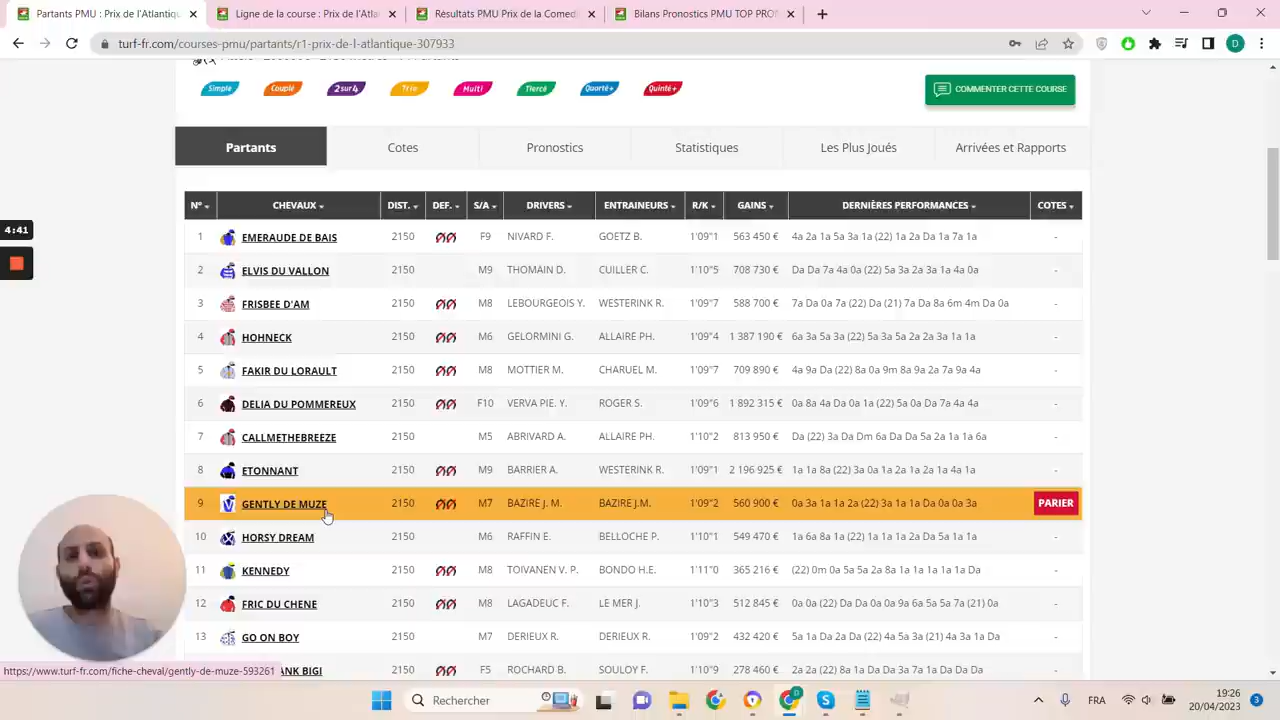 PMU : Prix de l'Atlantiqu
PMU : Prix de l'Atlantique d
Résultats PMU Prix de la Comed
Bilans Pronostics PMU TOP PRO
turf-fr.com/courses-pmu/partants/r1-prix-de-l-atlantique-307933
Simple Couplé 2sur4 Trio Multi Tiercé Quarté+ Quinté+
COMMENTER CETTE COURSE
Partants Cotes Pronostics Statistiques Les Plus Joués Arrivées et Rapports
N° CHEVAUX DIST. DEF. S/A DRIVERS ENTRAINEURS R/K GAINS DERNIÈRES PERFORMANCES COTES
4:41
1 EMERAUDE DE BAIS 2150 F9 NIVARD F. GOETZ B. 1'09"1 563 450 € 4a 2a 1a 5a 3a 1a (22) 1a 2a Da 1a 7a 1a -
2 ELVIS DU VALLON 2150 M9 THOMAIN D. CUILLER C. 1'10"5 708 730 € Da Da 7a 4a 0a (22) 5a 3a 2a 3a 1a 4a 0a -
3 FRISBEE D'AM 2150 M8 LEBOURGEOIS Y. WESTERINK R. 1'09"7 588 700 € 7a Da 0a 7a (22) Da (21) 7a Da 8a 6m 4m Da 0a -
4 HOHNECK 2150 M6 GELORMINI G. ALLAIRE PH. 1'09"4 1 387 190 € 6a 3a 5a 3a (22) 5a 3a 5a 2a 2a 3a 1a 1a -
5 FAKIR DU LORAULT 2150 M8 MOTTIER M. CHARUEL M. 1'09"7 709 890 € 4a 9a Da (22) 8a 0a 9m 8a 9a 2a 7a 9a 4a -
6 DELIA DU POMMEREUX 2150 F10 VERVA PIE. Y. ROGER S. 1'09"6 1 892 315 € 0a 8a 4a Da 0a 1a (22) 5a 0a Da 7a 4a 4a -
7 CALLMETHEBREEZE 2150 M5 ABRIVARD A. ALLAIRE PH. 1'10"2 813 950 € Da (22) 3a Da Dm 6a Da Da 5a 2a 1a 1a 6a -
8 ETONNANT 2150 M9 BARRIER A. WESTERINK R. 1'09"1 2 196 925 € 1a 1a 8a (22) 3a 0a 1a 2a 1a 2a 1a 4a 1a -
9 GENTLY DE MUZE 2150 M7 BAZIRE J. M. BAZIRE J.M. 1'09"2 560 900 € 0a 3a 1a 1a 2a (22) 3a 1a 1a Da 0a 0a 3a PARIER
10 HORSY DREAM 2150 M6 RAFFIN E. BELLOCHE P. 1'10"1 549 470 € 1a 6a 8a 1a (22) 1a 1a 1a 2a Da 5a 1a 1a -
11 KENNEDY 2150 M8 TOIVANEN V. P. BONDO H.E. 1'11"0 365 216 € (22) 0m 0a 5a 5a 2a 8a 1a 1a 1a 1a 1a Da -
12 FRIC DU CHENE 2150 M8 LAGADEUC F. LE MER J. 1'10"3 512 845 € 0a 0a (22) Da Da 0a 0a 9a 6a 5a 5a 7a (21) 0a -
13 GO ON BOY 2150 M7 DERIEUX R. DERIEUX R. 1'09"2 432 420 € 5a 1a Da 2a Da (22) 4a 5a 3a (21) 4a 3a 1a Da -
ANK BIGI 2150 F5 ROCHARD B. SOULOY F. 1'10"9 278 460 € 2a 2a (22) 8a 1a Da Da 3a 7a 1a Da Da Da -
https://www.turf-fr.com/fiche-cheval/gently-de-muze-593261
Rechercher
FRA
19:26
20/04/2023
3